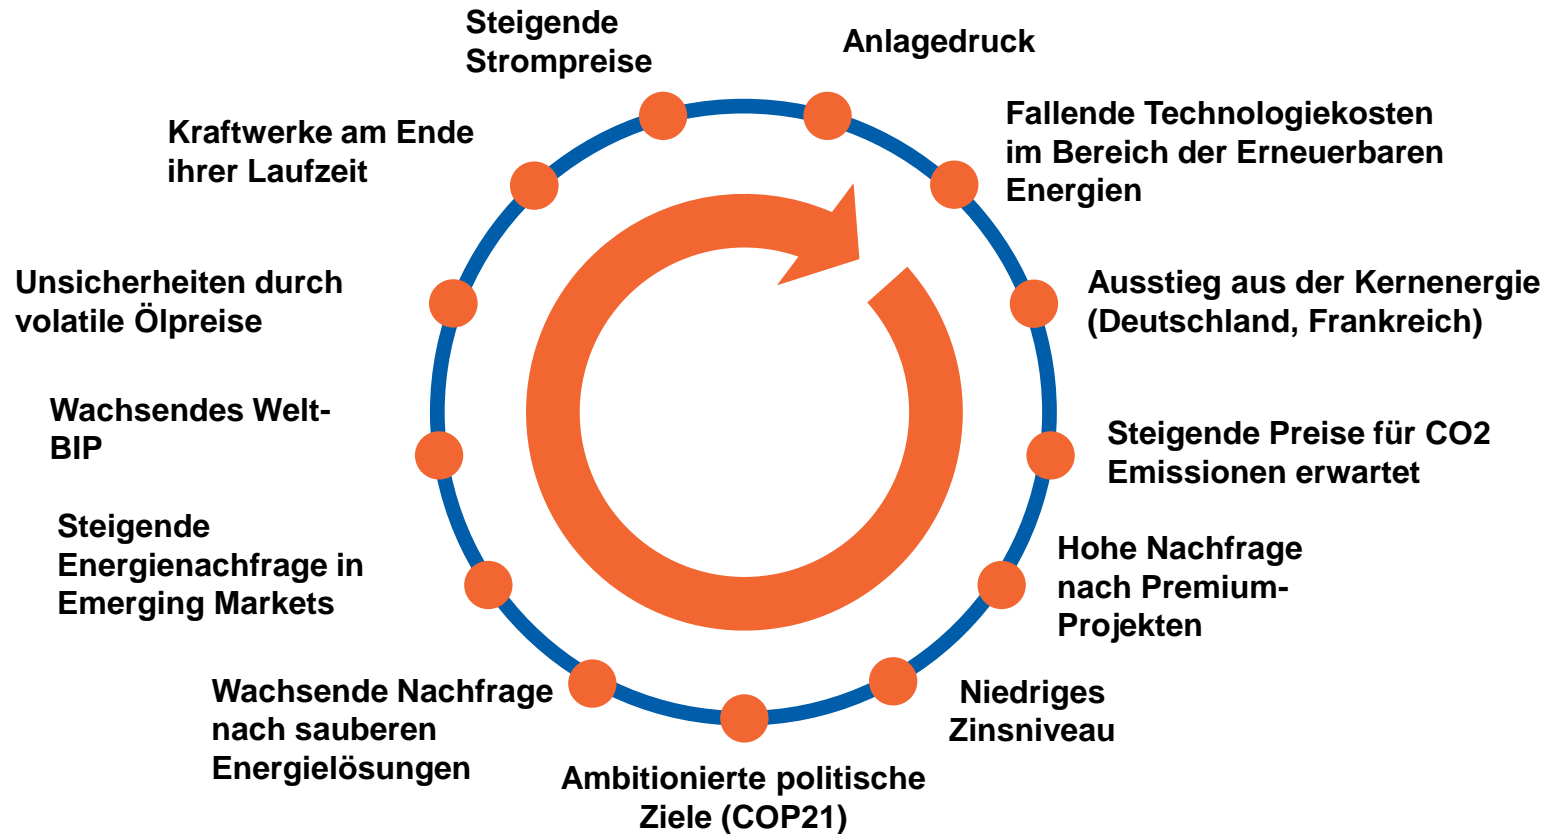 Steigende
Strompreise
Anlagedruck
Fallende Technologiekosten
im Bereich der Erneuerbaren
Energien
Ausstieg aus der Kernenergie
(Deutschland, Frankreich)
Steigende Preise für CO2
Emissionen erwartet
Hohe Nachfrage
nach Premium-
Projekten
Niedriges
Zinsniveau
Ambitionierte politische
Ziele (COP21)
Wachsende Nachfrage
nach sauberen
Energielösungen
Steigende
Energienachfrage in
Emerging Markets
Wachsendes Welt-
BIP
Unsicherheiten durch
volatile Ölpreise
Kraftwerke am Ende
ihrer Laufzeit